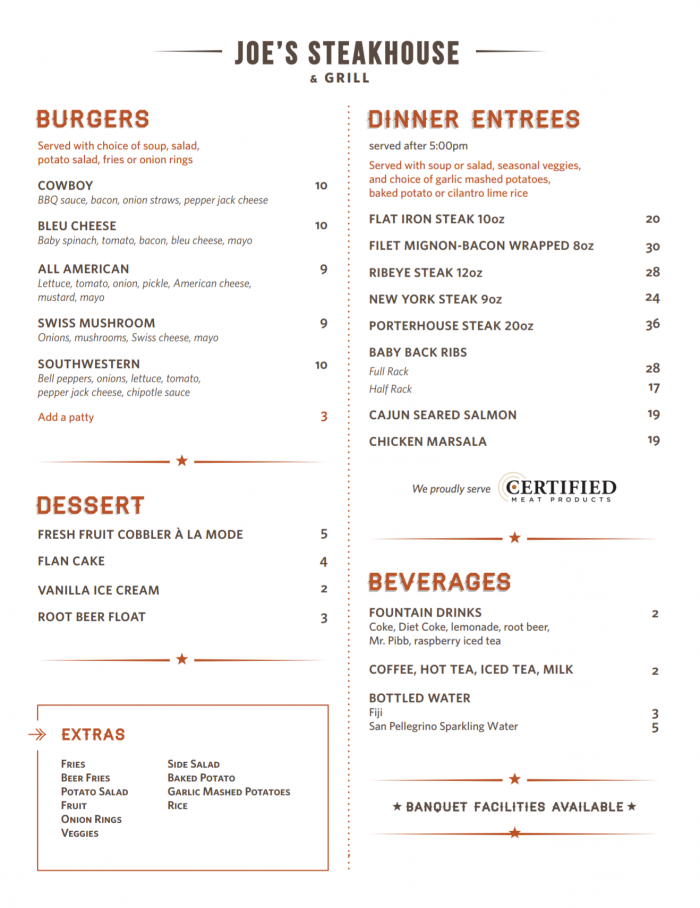 JOE'S STEAKHOUSE
& GRILL
BURGERS
Served with choice of soup, salad,
potato salad, fries or onion rings
COWBOY 10
BBQ sauce, bacon, onion straws, pepper jack cheese
BLEU CHEESE 10
Baby spinach, tomato, bacon, bleu cheese, mayo
ALL AMERICAN 9
Lettuce, tomato, onion, pickle, American cheese,
mustard, mayo
SWISS MUSHROOM 9
Onions, mushrooms, Swiss cheese, mayo
SOUTHWESTERN 10
Bell peppers, onions, lettuce, tomato,
pepper jack cheese, chipotle sauce
Add a patty 3
DESSERT
FRESH FRUIT COBBLER À LA MODE 5
FLAN CAKE 4
VANILLA ICE CREAM 2
ROOT BEER FLOAT 3
EXTRAS
FRIES
BEER FRIES
POTATO SALAD
FRUIT
ONION RINGS
VEGGIES
SIDE SALAD
BAKED POTATO
GARLIC MASHED POTATOES
RICE
DINNER ENTREES
served after 5:00pm
Served with soup or salad, seasonal veggies,
and choice of garlic mashed potatoes,
baked potato or cilantro lime rice
FLAT IRON STEAK 10oz 20
FILET MIGNON-BACON WRAPPED 8oz 30
RIBEYE STEAK 12oz 28
NEW YORK STEAK 9oz 24
PORTERHOUSE STEAK 20oz 36
BABY BACK RIBS
Full Rack 28
Half Rack 17
CAJUN SEARED SALMON 19
CHICKEN MARSALA 19
We proudly serve CERTIFIED
MEAT PRODUCTS
BEVERAGES
FOUNTAIN DRINKS 2
Coke, Diet Coke, lemonade, root beer,
Mr. Pibb, raspberry iced tea
COFFEE, HOT TEA, ICED TEA, MILK 2
BOTTLED WATER
Fiji 3
San Pellegrino Sparkling Water 5
★ BANQUET FACILITIES AVAILABLE ★